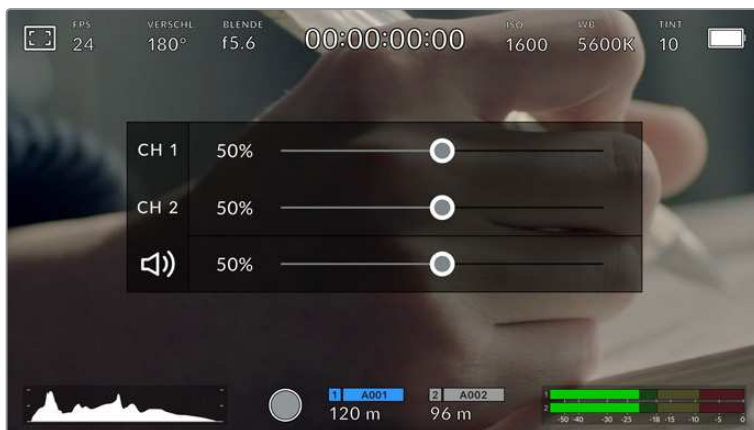 FPS VERSCHL BLENDE ISO WB TINT
24 180° f5.6 00:00:00:00 1600 5600K 10
CH 1 50%
CH 2 50%
50%
1 A001 2 A002
120 m 96 m
1
2
-50 -40 -30 -25 -18 -15 -10 -5 0